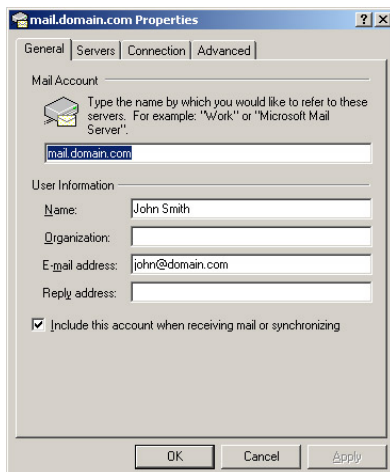 mail.domain.com Properties
General
Servers
Connection
Advanced
Mail Account
Type the name by which you would like to refer to these
servers. For example: "Work" or "Microsoft Mail
Server".
mail.domain.com
User Information
Name: John Smith
Organization:
E-mail address: john@domain.com
Reply address:
Include this account when receiving mail or synchronizing
OK
Cancel
Apply